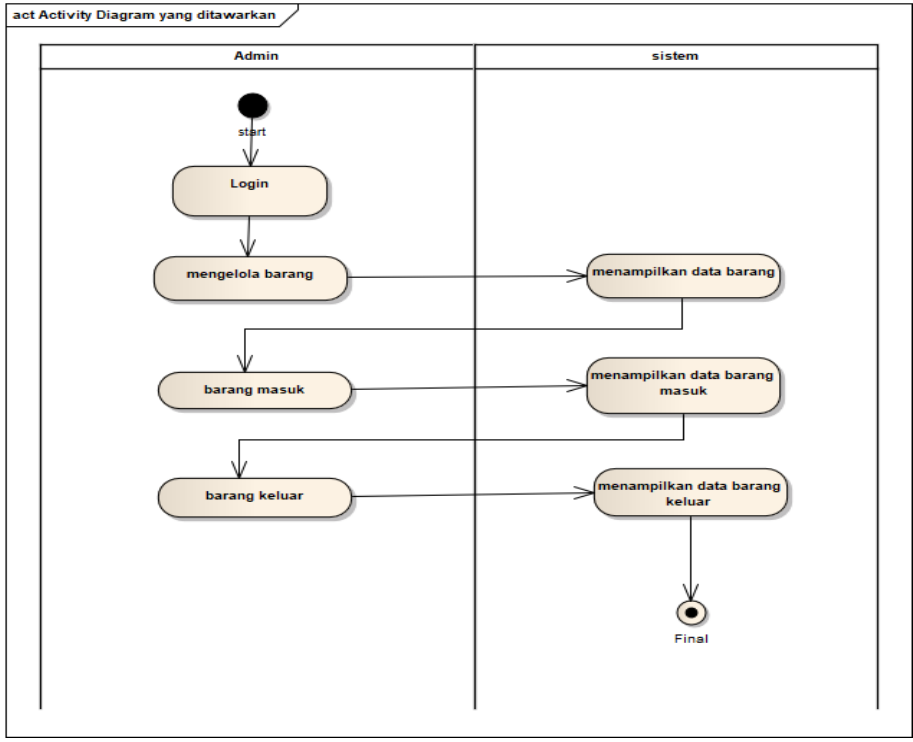 act Activity Diagram yang ditawarkan
Admin
sistem
start
Login
mengelola barang
menampilkan data barang
barang masuk
menampilkan data barang
masuk
barang keluar
menampilkan data barang
keluar
Final